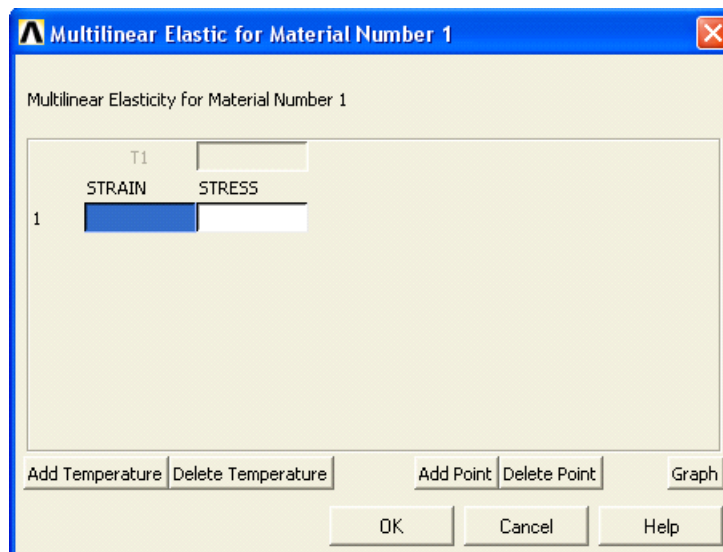 Multilinear Elastic for Material Number 1
Multilinear Elasticity for Material Number 1
T1
STRAIN STRESS
1
Add Temperature Delete Temperature Add Point Delete Point Graph
OK Cancel Help